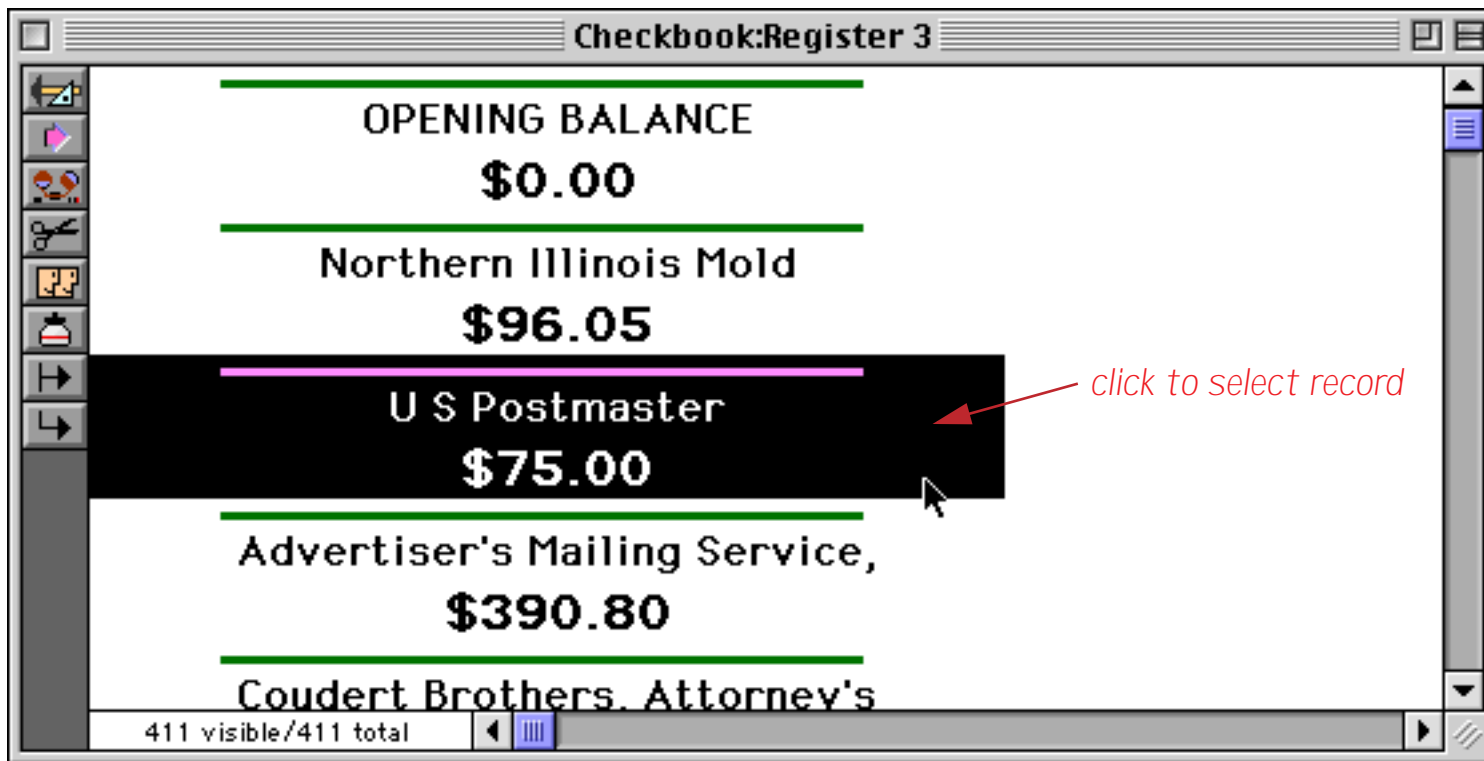 Checkbook:Register 3
OPENING BALANCE
$0.00
Northern Illinois Mold
$96.05
U S Postmaster
$75.00
click to select record
Advertiser's Mailing Service,
$390.80
Coudert Brothers, Attorney's
411 visible/411 total